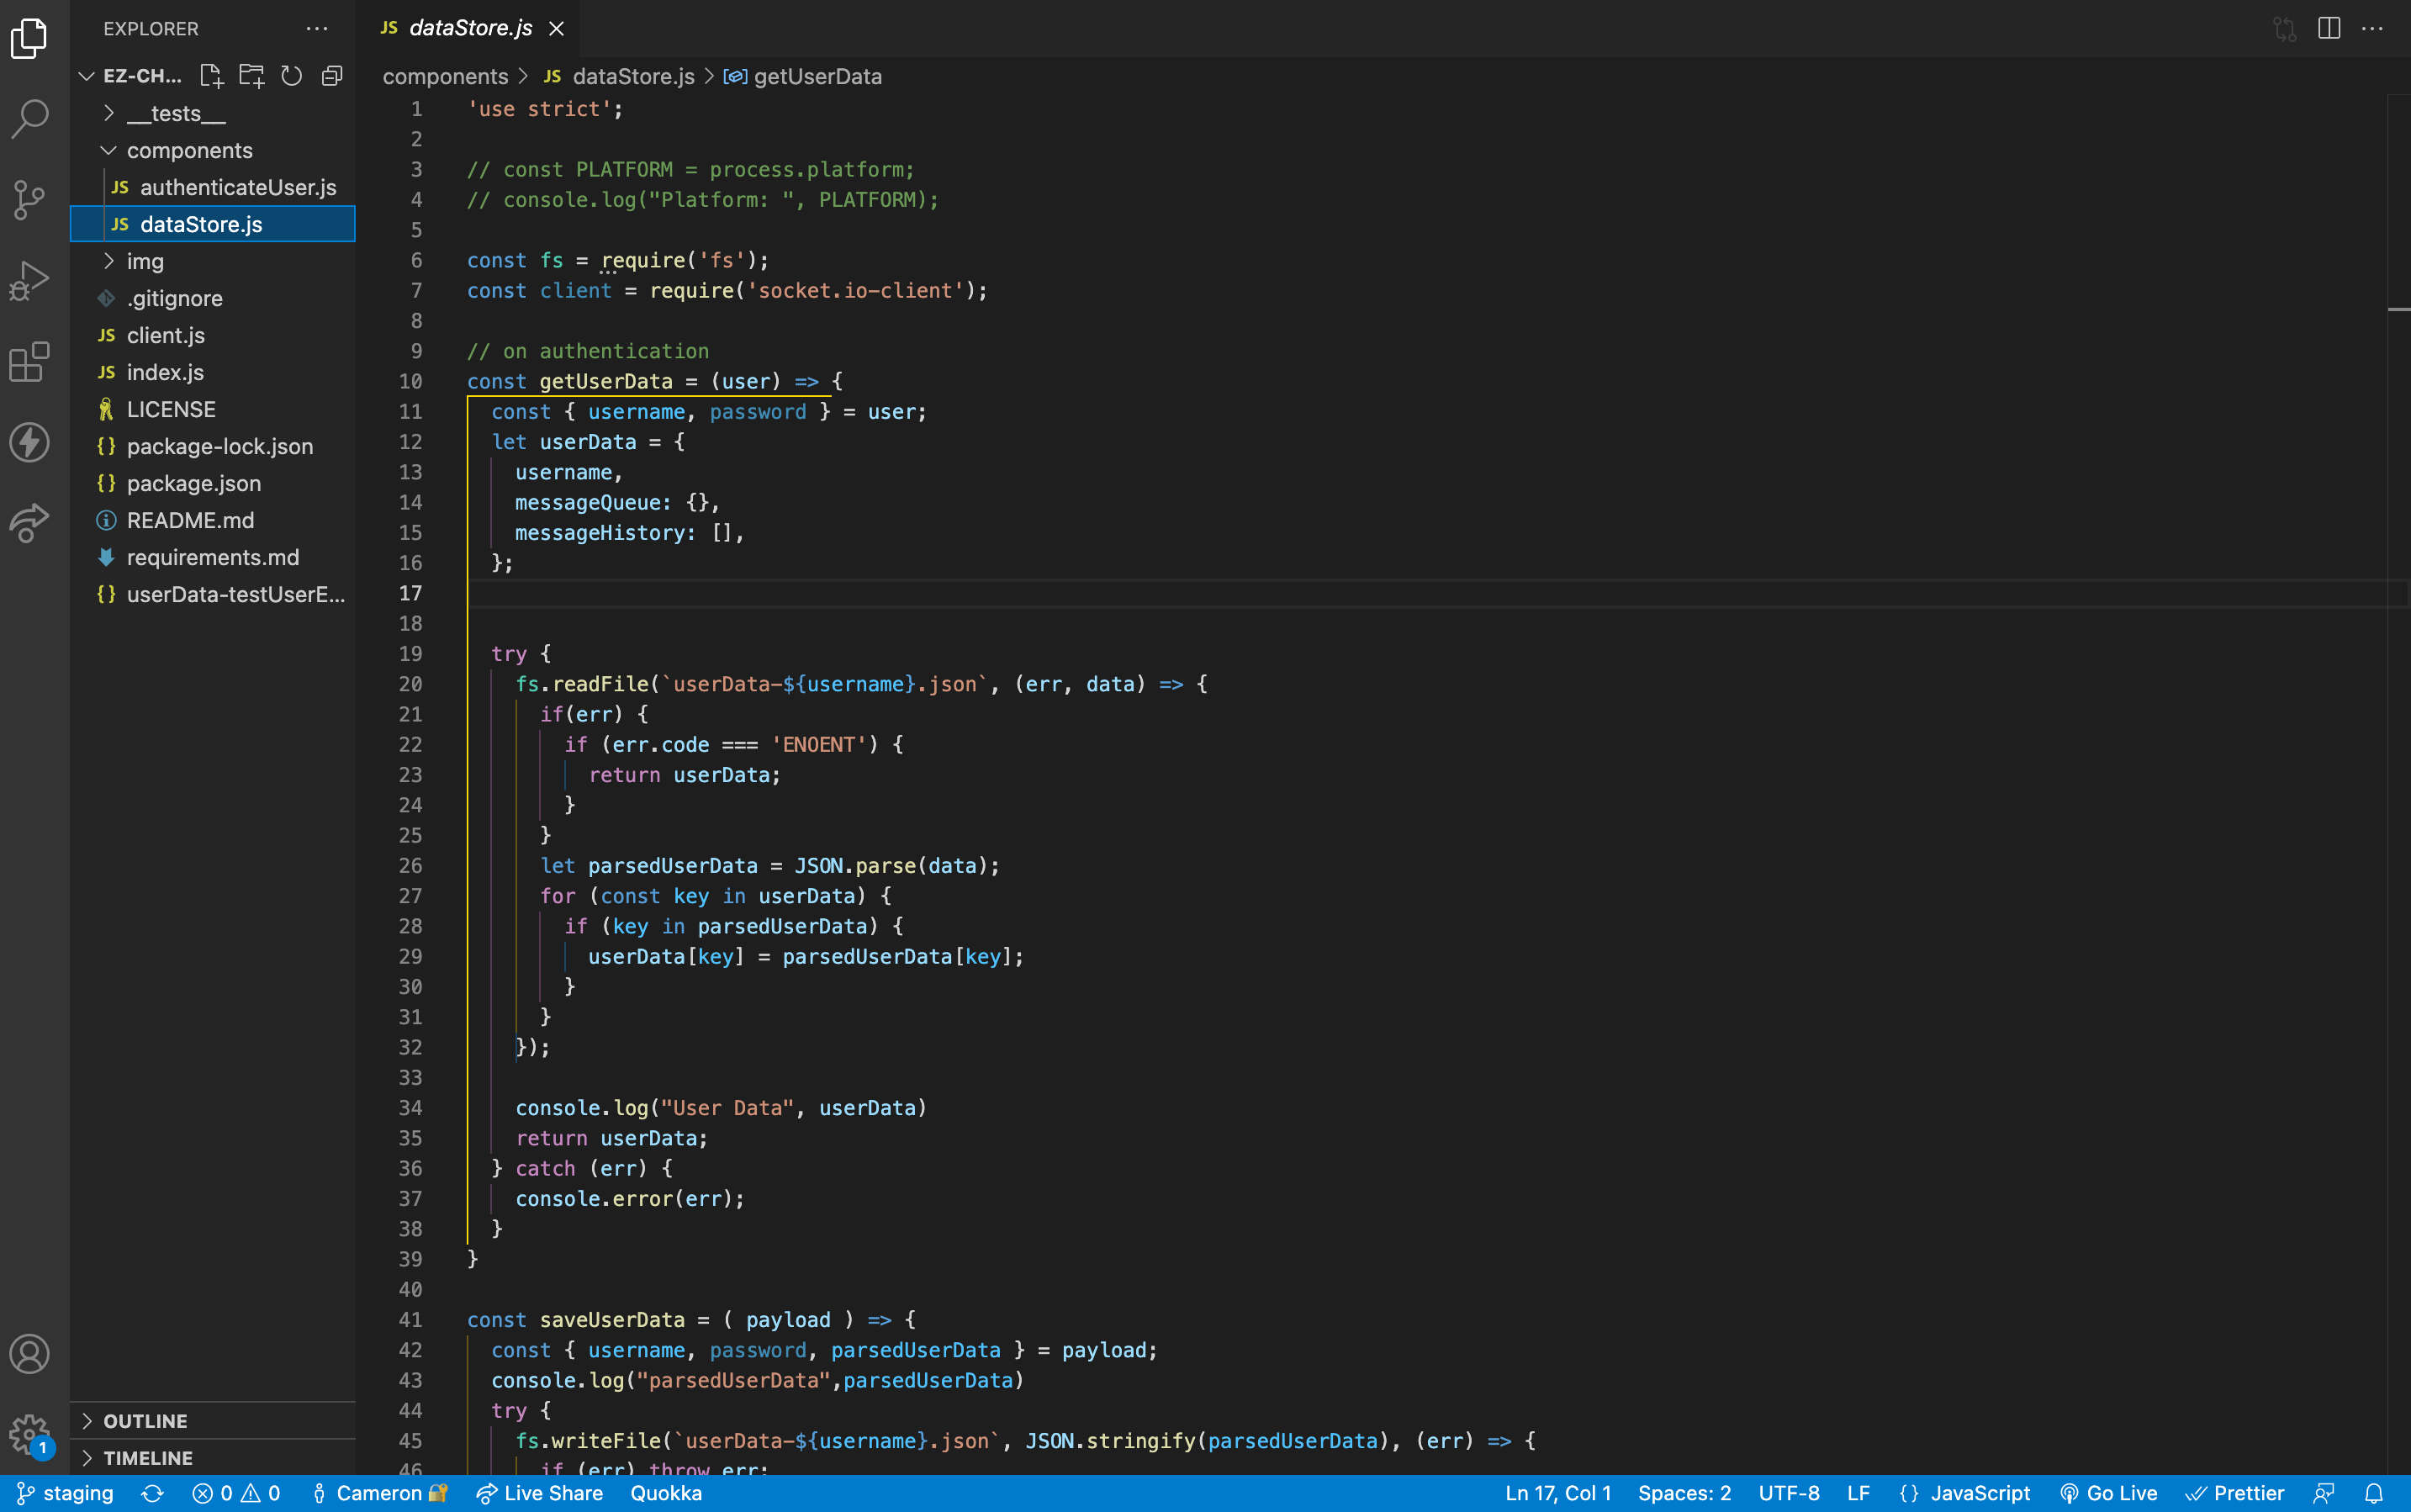 EXPLORER
EZ-CH...
__tests__
components
JS authenticateUser.js
JS dataStore.js
img
.gitignore
JS client.js
JS index.js
LICENSE
{} package-lock.json
{} package.json
README.md
requirements.md
{} userData-testUserE...
OUTLINE
TIMELINE
JS dataStore.js
components > JS dataStore.js > getUserData
1 'use strict';
2
3 // const PLATFORM = process.platform;
4 // console.log("Platform: ", PLATFORM);
5
6 const fs = require('fs');
7 const client = require('socket.io-client');
8
9 // on authentication
10 const getUserData = (user) => {
11 const { username, password } = user;
12 let userData = {
13 username,
14 messageQueue: {},
15 messageHistory: [],
16 };
17
18
19 try {
20 fs.readFile(`userData-${username}.json`, (err, data) => {
21 if(err) {
22 if (err.code === 'ENOENT') {
23 return userData;
24 }
25 }
26 let parsedUserData = JSON.parse(data);
27 for (const key in userData) {
28 if (key in parsedUserData) {
29 userData[key] = parsedUserData[key];
30 }
31 }
32 });
33
34 console.log("User Data", userData)
35 return userData;
36 } catch (err) {
37 console.error(err);
38 }
39 }
40
41 const saveUserData = ( payload ) => {
42 const { username, password, parsedUserData } = payload;
43 console.log("parsedUserData",parsedUserData)
44 try {
45 fs.writeFile(`userData-${username}.json`, JSON.stringify(parsedUserData), (err) => {
46 if (err) throw err;
1
staging 0 0 Cameron Live Share Quokka Ln 17, Col 1 Spaces: 2 UTF-8 LF {} JavaScript Go Live Prettier